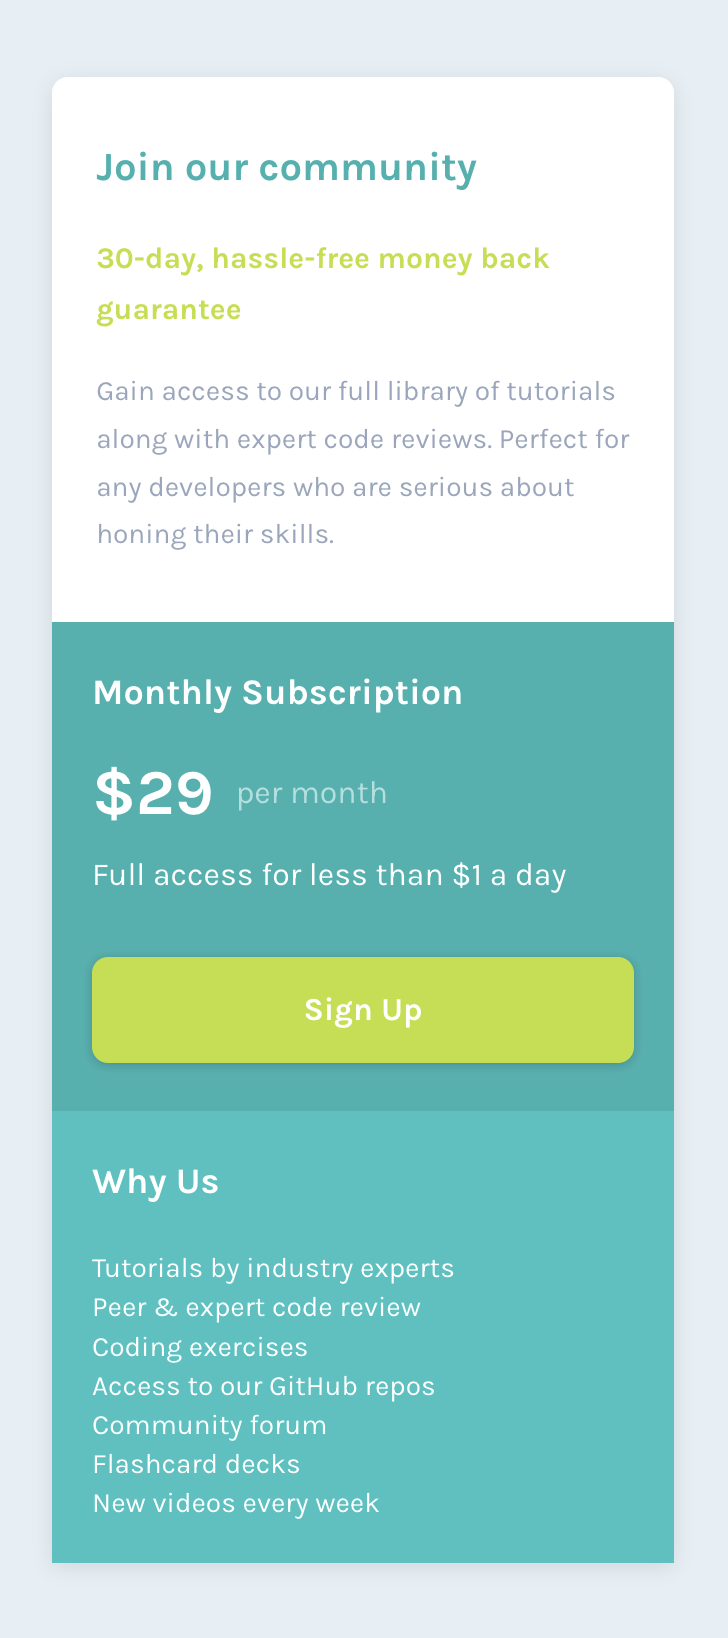 Join our community
30-day, hassle-free money back
guarantee
Gain access to our full library of tutorials
along with expert code reviews. Perfect for
any developers who are serious about
honing their skills.
Monthly Subscription
$29 per month
Full access for less than $1 a day
Sign Up
Why Us
Tutorials by industry experts
Peer & expert code review
Coding exercises
Access to our GitHub repos
Community forum
Flashcard decks
New videos every week